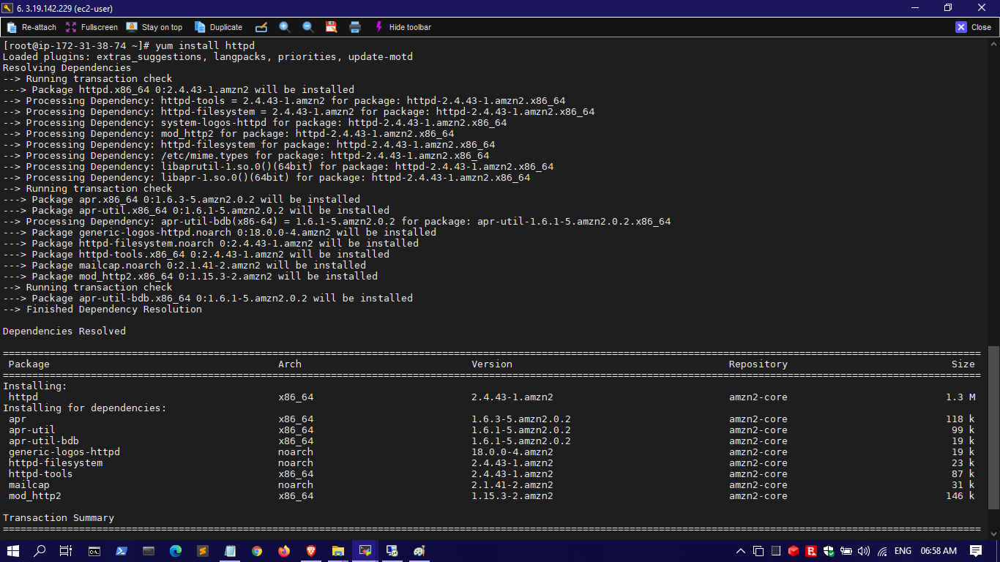 6. 3.19.142.229 (ec2-user)
Re-attach Fullscreen Stay on top Duplicate Hide toolbar Close
[root@ip-172-31-38-74 ~]# yum install httpd
Loaded plugins: extras_suggestions, langpacks, priorities, update-motd
Resolving Dependencies
--> Running transaction check
---> Package httpd.x86_64 0:2.4.43-1.amzn2 will be installed
--> Processing Dependency: httpd-tools = 2.4.43-1.amzn2 for package: httpd-2.4.43-1.amzn2.x86_64
--> Processing Dependency: httpd-filesystem = 2.4.43-1.amzn2 for package: httpd-2.4.43-1.amzn2.x86_64
--> Processing Dependency: system-logos-httpd for package: httpd-2.4.43-1.amzn2.x86_64
--> Processing Dependency: mod_http2 for package: httpd-2.4.43-1.amzn2.x86_64
--> Processing Dependency: httpd-filesystem for package: httpd-2.4.43-1.amzn2.x86_64
--> Processing Dependency: /etc/mime.types for package: httpd-2.4.43-1.amzn2.x86_64
--> Processing Dependency: libaprutil-1.so.0()(64bit) for package: httpd-2.4.43-1.amzn2.x86_64
--> Processing Dependency: libapr-1.so.0()(64bit) for package: httpd-2.4.43-1.amzn2.x86_64
--> Running transaction check
---> Package apr.x86_64 0:1.6.3-5.amzn2.0.2 will be installed
---> Package apr-util.x86_64 0:1.6.1-5.amzn2.0.2 will be installed
--> Processing Dependency: apr-util-bdb(x86-64) = 1.6.1-5.amzn2.0.2 for package: apr-util-1.6.1-5.amzn2.0.2.x86_64
---> Package generic-logos-httpd.noarch 0:18.0.0-4.amzn2 will be installed
---> Package httpd-filesystem.noarch 0:2.4.43-1.amzn2 will be installed
---> Package httpd-tools.x86_64 0:2.4.43-1.amzn2 will be installed
---> Package mailcap.noarch 0:2.1.41-2.amzn2 will be installed
---> Package mod_http2.x86_64 0:1.15.3-2.amzn2 will be installed
--> Running transaction check
---> Package apr-util-bdb.x86_64 0:1.6.1-5.amzn2.0.2 will be installed
--> Finished Dependency Resolution
Dependencies Resolved
Package Arch Version Repository Size
Installing:
httpd x86_64 2.4.43-1.amzn2 amzn2-core 1.3 M
Installing for dependencies:
apr x86_64 1.6.3-5.amzn2.0.2 amzn2-core 118 k
apr-util x86_64 1.6.1-5.amzn2.0.2 amzn2-core 99 k
apr-util-bdb x86_64 1.6.1-5.amzn2.0.2 amzn2-core 19 k
generic-logos-httpd noarch 18.0.0-4.amzn2 amzn2-core 19 k
httpd-filesystem noarch 2.4.43-1.amzn2 amzn2-core 23 k
httpd-tools x86_64 2.4.43-1.amzn2 amzn2-core 87 k
mailcap noarch 2.1.41-2.amzn2 amzn2-core 31 k
mod_http2 x86_64 1.15.3-2.amzn2 amzn2-core 146 k
Transaction Summary
ENG 06:58 AM